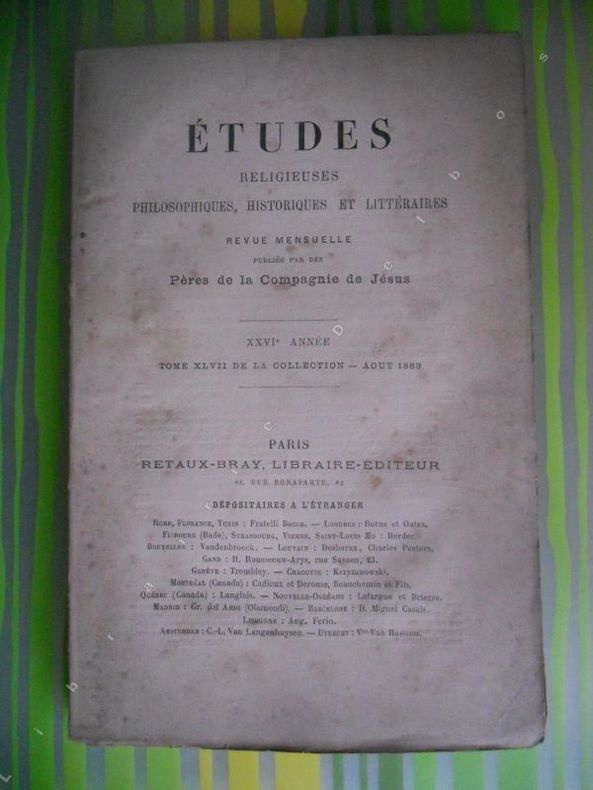 ÉTUDES
RELIGIEUSES
PHILOSOPHIQUES, HISTORIQUES ET LITTÉRAIRES
REVUE MENSUELLE
PUBLIÉE PAR DES
Pères de la Compagnie de Jésus
XXVIe ANNÉE
TOME XLVII DE LA COLLECTION — AOUT 1889
PARIS
RETAUX-BRAY, LIBRAIRE-ÉDITEUR
82, RUE BONAPARTE, 82
DÉPOSITAIRES A L'ÉTRANGER
ROME, FLORENCE, TURIN : Fratelli Bocca. — LONDRES : Burns et Oates,
FRIBOURG (Bade), STRASBOURG, VIENNE, SAINT-LOUIS Mo : Herder.
BRUXELLES : Vandenbroeck. — LOUVAIN : Desbarax, Charles Peeters,
GAND : H. Rousseeuw-Arys, rue Sassen, 23.
GENÈVE : Trembley. — CRACOVIE : Krzyzanowski.
MONTRÉAL (Canada) : Cadieux et Derome, Beauchemin et Fils,
QUÉBEC (Canada) : Langlais. — NOUVELLE-ORLÉANS : Lafargue et
MADRID : Gr. del Amo (Olamendi). — BARCELONE : D. Miguel Casals.
LISBONNE : Aug. Ferin.
AMSTERDAM : C.-L. Van Langenhuysen. — UTRECHT : Vve Van Rossum.